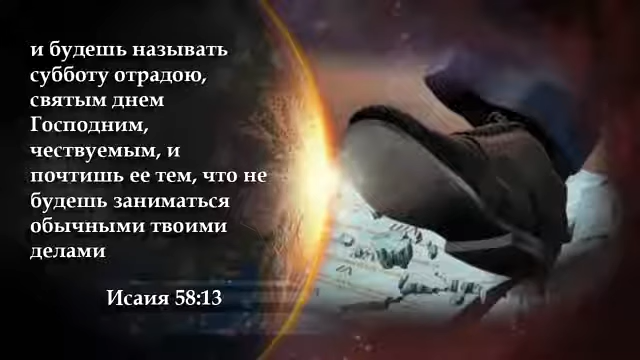 и будешь называть
субботу отрадою,
святым днем
Господним,
чествуемым, и
почтишь ее тем, что не
будешь заниматься
обычными твоими
делами
Исаия 58:13